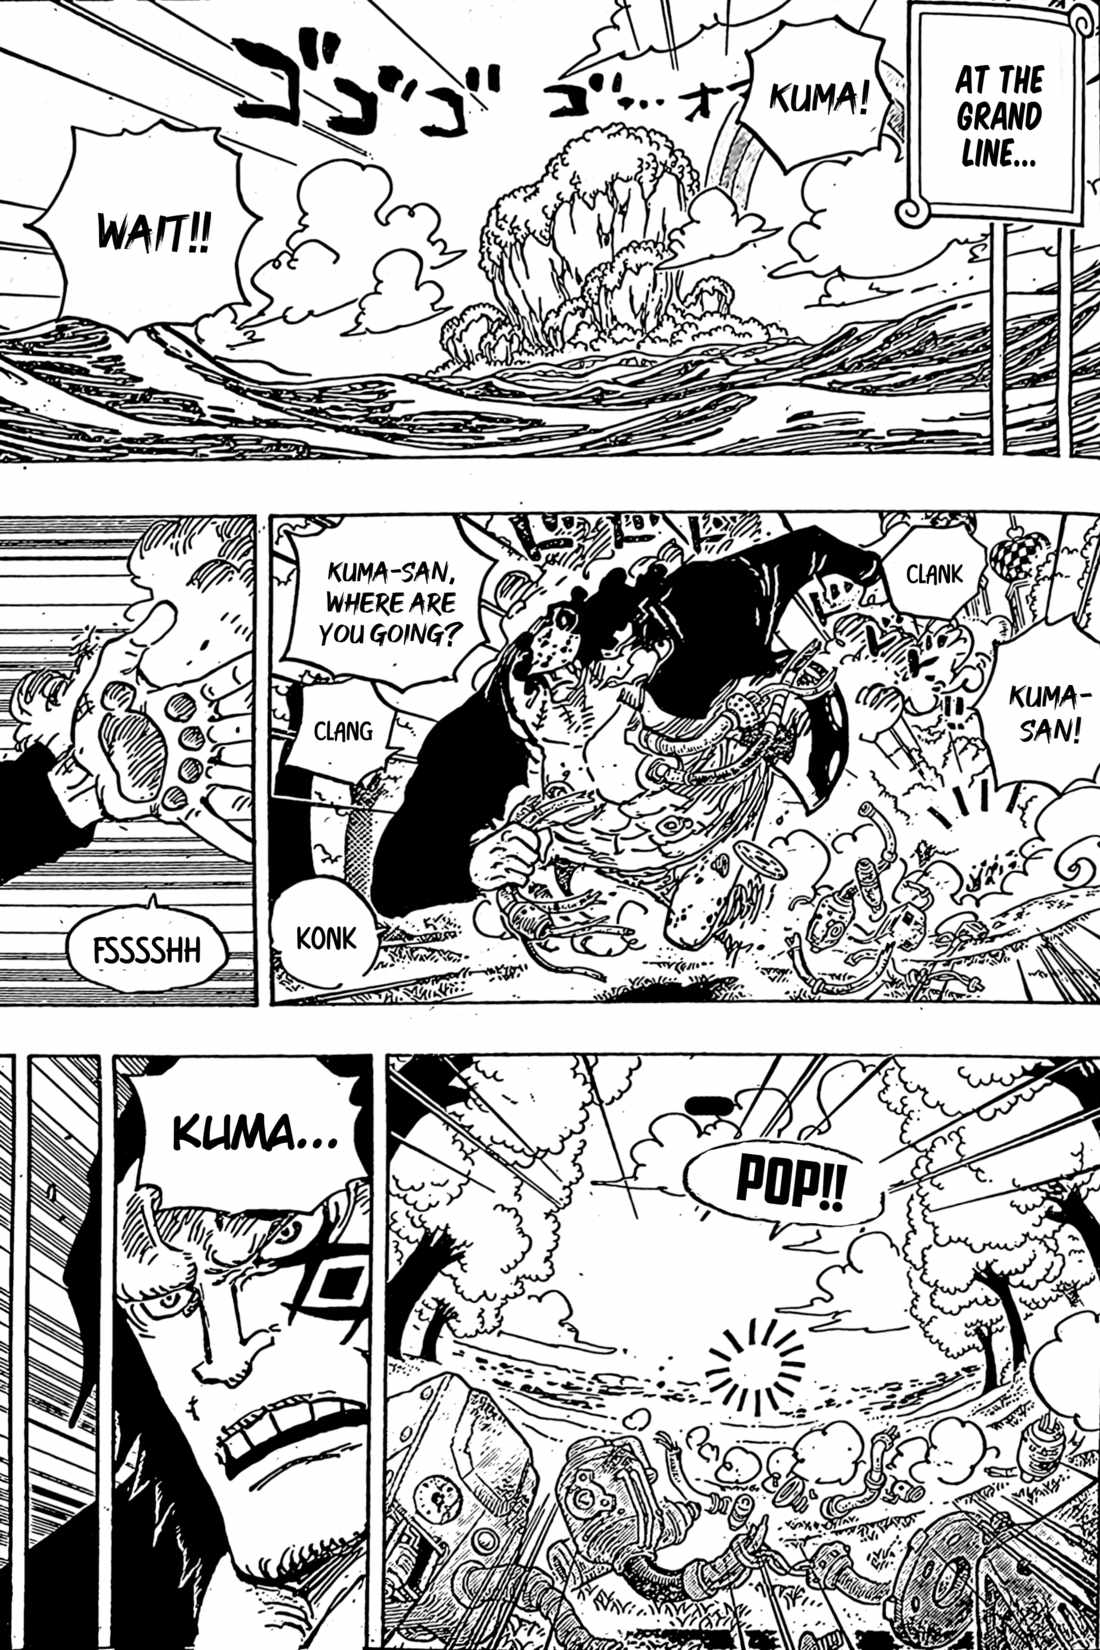 AT THE
GRAND
LINE...
KUMA!
ゴゴゴゴ…オ
WAIT!!
KUMA-
SAN!
CLANK
KUMA-SAN,
WHERE ARE
YOU GOING?
CLANG
KONK
FSSSSHH
POP!!
KUMA...